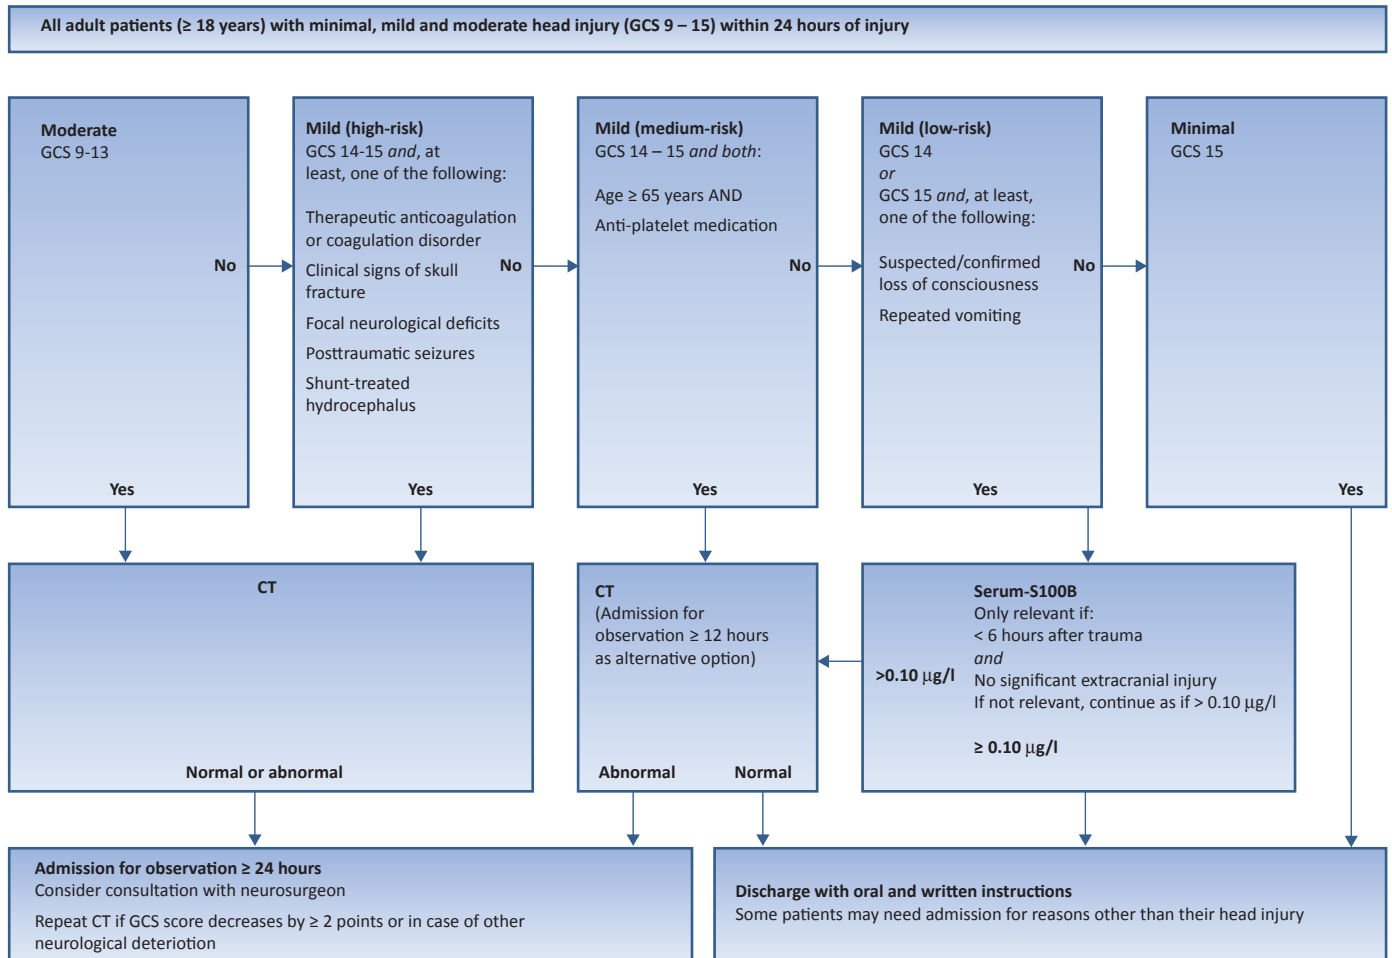 All adult patients (≥ 18 years) with minimal, mild and moderate head injury (GCS 9 – 15) within 24 hours of injury
Moderate
GCS 9-13
No
Yes
Mild (high-risk)
GCS 14-15 and, at
least, one of the following:
Therapeutic anticoagulation
or coagulation disorder
Clinical signs of skull
fracture
Focal neurological deficits
Posttraumatic seizures
Shunt-treated
hydrocephalus
No
Yes
Mild (medium-risk)
GCS 14 – 15 and both:
Age ≥ 65 years AND
Anti-platelet medication
No
Yes
Mild (low-risk)
GCS 14
or
GCS 15 and, at least,
one of the following:
Suspected/confirmed
loss of consciousness
Repeated vomiting
No
Yes
Minimal
GCS 15
Yes
CT
Normal or abnormal
CT
(Admission for
observation ≥ 12 hours
as alternative option)
Abnormal
Normal
Serum-S100B
Only relevant if:
< 6 hours after trauma
and
No significant extracranial injury
If not relevant, continue as if > 0.10 µg/l
>0.10 µg/l
≥ 0.10 µg/l
Admission for observation ≥ 24 hours
Consider consultation with neurosurgeon
Repeat CT if GCS score decreases by ≥ 2 points or in case of other
neurological deteriotion
Discharge with oral and written instructions
Some patients may need admission for reasons other than their head injury